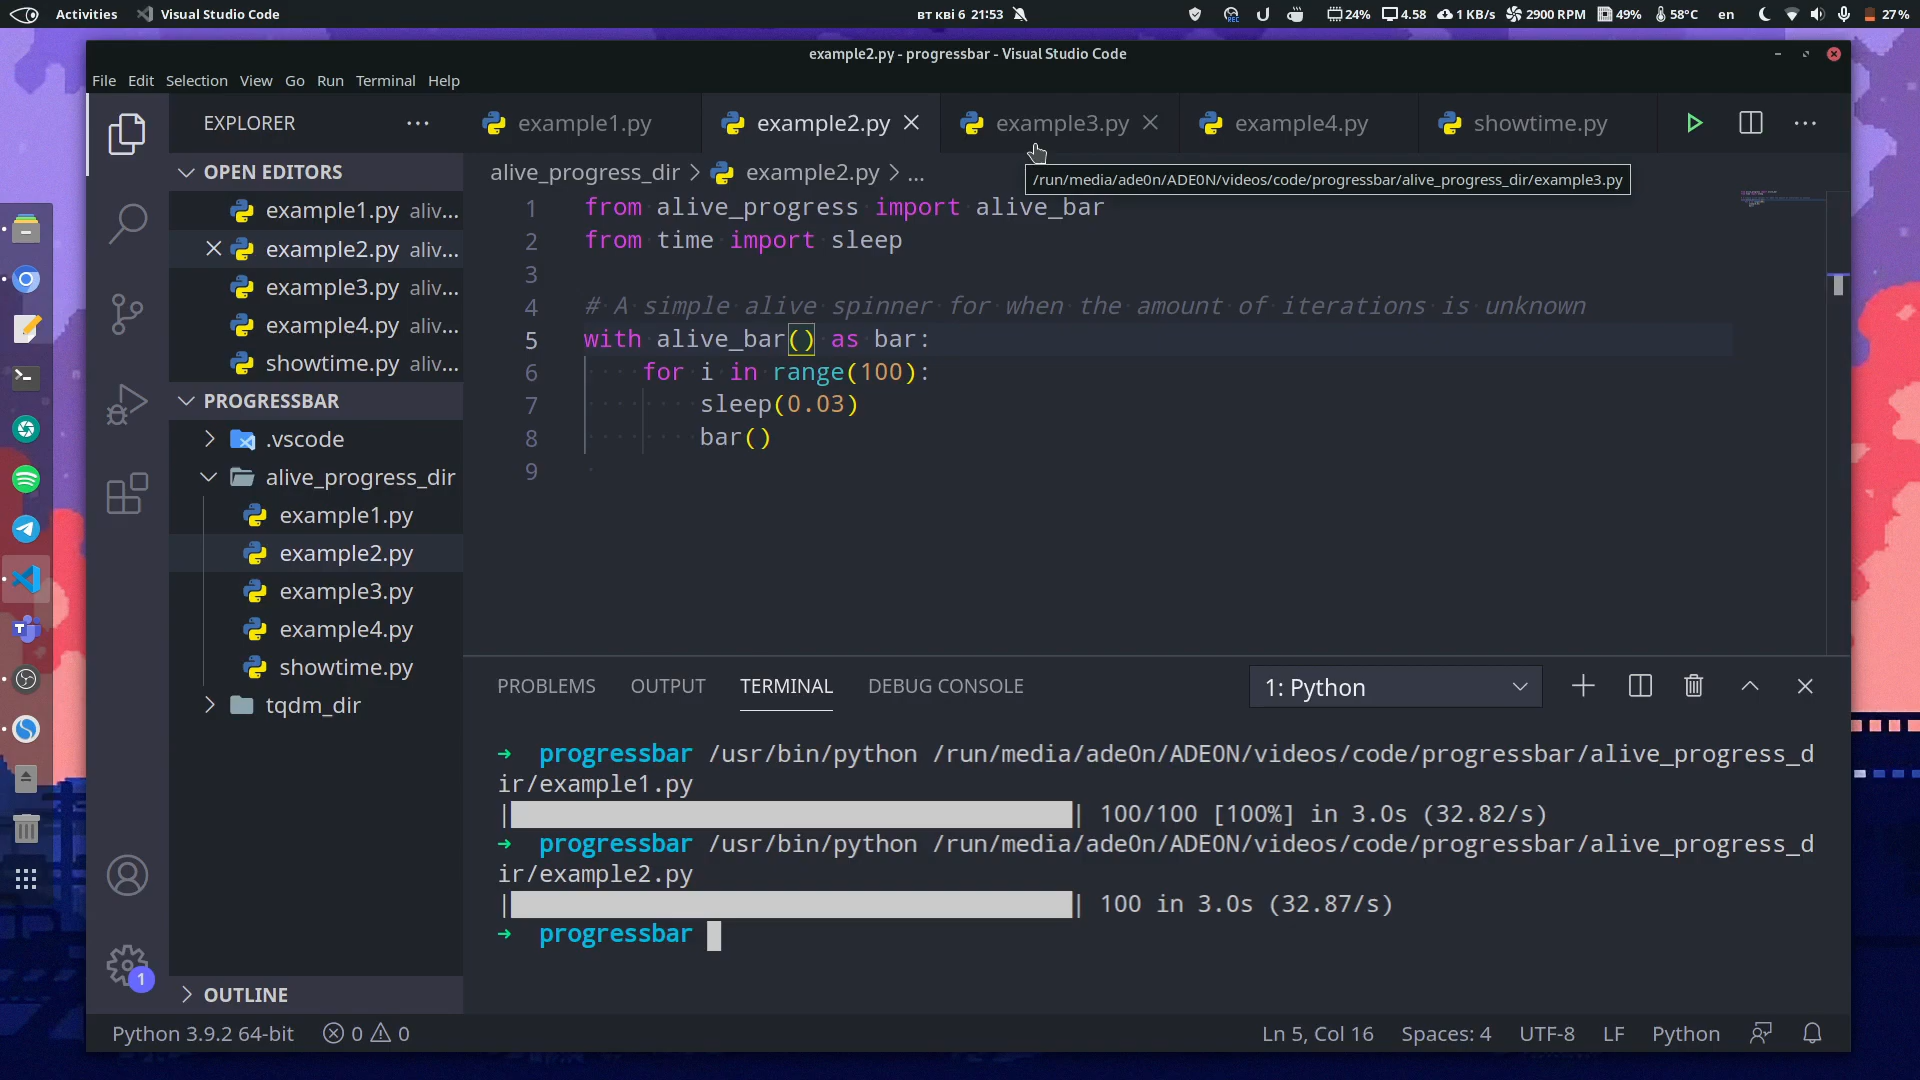 Activities
Visual Studio Code
вт кві 6 21:53
24%
4.58
1 KB/s
2900 RPM
49%
58°C
en
27%
example2.py - progressbar - Visual Studio Code
File Edit Selection View Go Run Terminal Help
EXPLORER
example1.py
example2.py
example3.py
example4.py
showtime.py
OPEN EDITORS
example1.py aliv...
example2.py aliv...
example3.py aliv...
example4.py aliv...
showtime.py aliv...
PROGRESSBAR
.vscode
alive_progress_dir
example1.py
example2.py
example3.py
example4.py
showtime.py
tqdm_dir
OUTLINE
1
alive_progress_dir > example2.py > ...
/run/media/ade0n/ADE0N/videos/code/progressbar/alive_progress_dir/example3.py
1 from alive_progress import alive_bar
2 from time import sleep
3
4 # A simple alive spinner for when the amount of iterations is unknown
5 with alive_bar() as bar:
6 for i in range(100):
7 sleep(0.03)
8 bar()
9
PROBLEMS OUTPUT TERMINAL DEBUG CONSOLE
1: Python
→ progressbar /usr/bin/python /run/media/ade0n/ADE0N/videos/code/progressbar/alive_progress_d
ir/example1.py
| | 100/100 [100%] in 3.0s (32.82/s)
→ progressbar /usr/bin/python /run/media/ade0n/ADE0N/videos/code/progressbar/alive_progress_d
ir/example2.py
| | 100 in 3.0s (32.87/s)
→ progressbar
Python 3.9.2 64-bit
0
0
Ln 5, Col 16
Spaces: 4
UTF-8
LF
Python